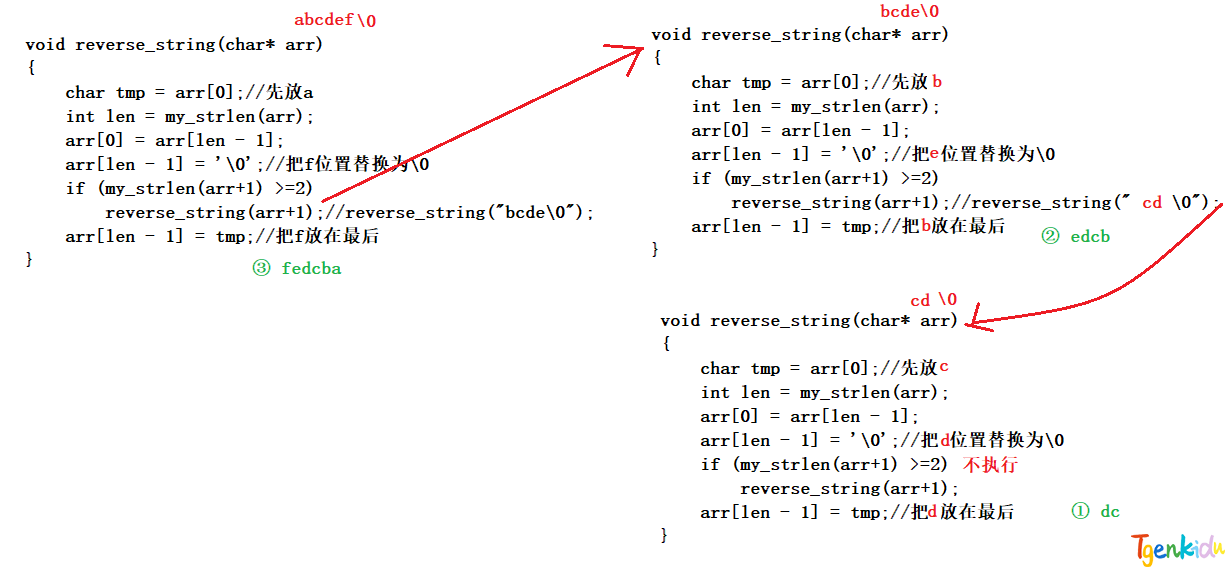 abcdef\0
void reverse_string(char* arr)
{
char tmp = arr[0];//先放a
int len = my_strlen(arr);
arr[0] = arr[len - 1];
arr[len - 1] = '\0';//把f位置替换为\0
if (my_strlen(arr+1) >=2)
reverse_string(arr+1);//reverse_string("bcde\0");
arr[len - 1] = tmp;//把f放在最后
}
③ fedcba
bcde\0
void reverse_string(char* arr)
{
char tmp = arr[0];//先放b
int len = my_strlen(arr);
arr[0] = arr[len - 1];
arr[len - 1] = '\0';//把e位置替换为\0
if (my_strlen(arr+1) >=2)
reverse_string(arr+1);//reverse_string(" cd \0");
arr[len - 1] = tmp;//把b放在最后
}
② edcb
cd \0
void reverse_string(char* arr)
{
char tmp = arr[0];//先放c
int len = my_strlen(arr);
arr[0] = arr[len - 1];
arr[len - 1] = '\0';//把d位置替换为\0
if (my_strlen(arr+1) >=2) 不执行
reverse_string(arr+1);
arr[len - 1] = tmp;//把d放在最后
}
① dc
Tgenkidu